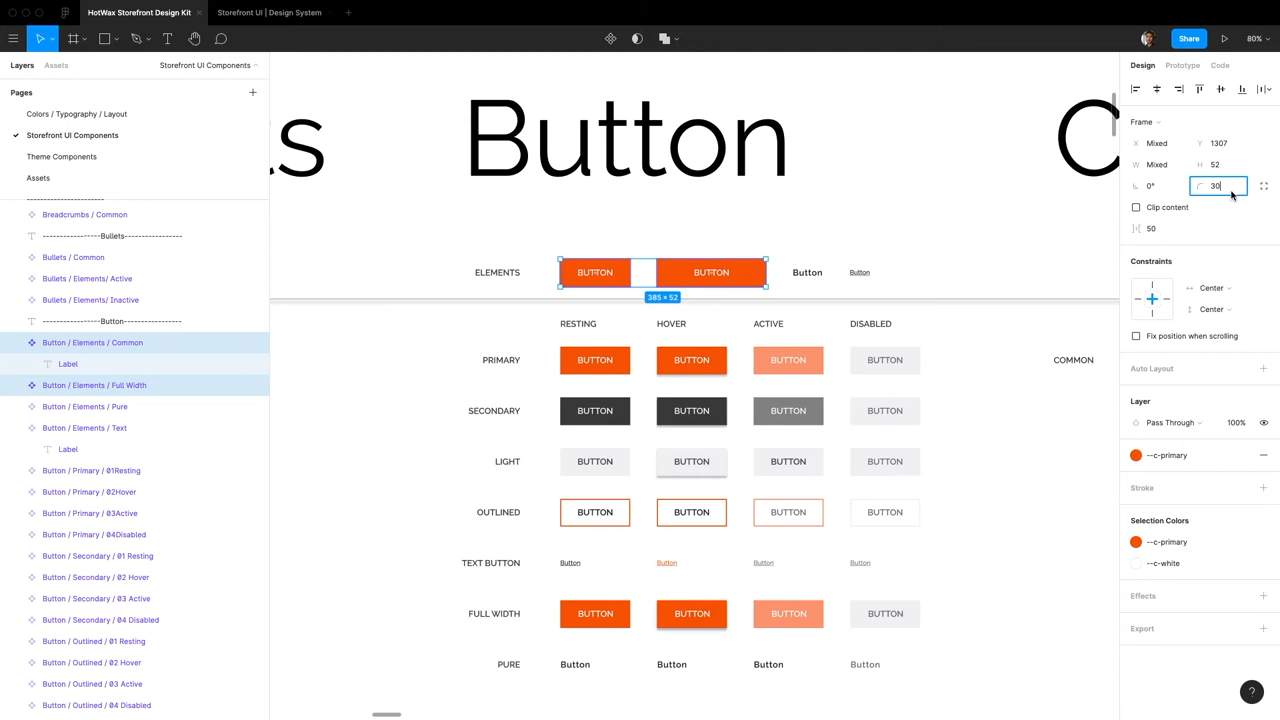 HotWax Storefront Design Kit
Storefront UI | Design System
Share
80%
Layers
Assets
Storefront UI Components
Pages
Colors / Typography / Layout
Storefront UI Components
Theme Components
Assets
Breadcrumbs / Common
-----------------Bullets-----------------
Bullets / Common
Bullets / Elements/ Active
Bullets / Elements/ Inactive
-----------------Button-----------------
Button / Elements / Common
Label
Button / Elements / Full Width
Button / Elements / Pure
Button / Elements / Text
Label
Button / Primary / 01Resting
Button / Primary / 02Hover
Button / Primary / 03Active
Button / Primary / 04Disabled
Button / Secondary / 01 Resting
Button / Secondary / 02 Hover
Button / Secondary / 03 Active
Button / Secondary / 04 Disabled
Button / Outlined / 01 Resting
Button / Outlined / 02 Hover
Button / Outlined / 03 Active
Button / Outlined / 04 Disabled
ls
Button
C
ELEMENTS
BUTTON
BUTTON
Button
Button
385 × 52
RESTING
HOVER
ACTIVE
DISABLED
PRIMARY
BUTTON
BUTTON
BUTTON
BUTTON
COMMON
SECONDARY
BUTTON
BUTTON
BUTTON
BUTTON
LIGHT
BUTTON
BUTTON
BUTTON
BUTTON
OUTLINED
BUTTON
BUTTON
BUTTON
BUTTON
TEXT BUTTON
Button
Button
Button
Button
FULL WIDTH
BUTTON
BUTTON
BUTTON
BUTTON
PURE
Button
Button
Button
Button
Design
Prototype
Code
Frame
X Mixed
Y 1307
W Mixed
H 52
0°
30
Clip content
50
Constraints
Center
Center
Fix position when scrolling
Auto Layout
Layer
Pass Through
100%
--c-primary
Stroke
Selection Colors
--c-primary
--c-white
Effects
Export
?